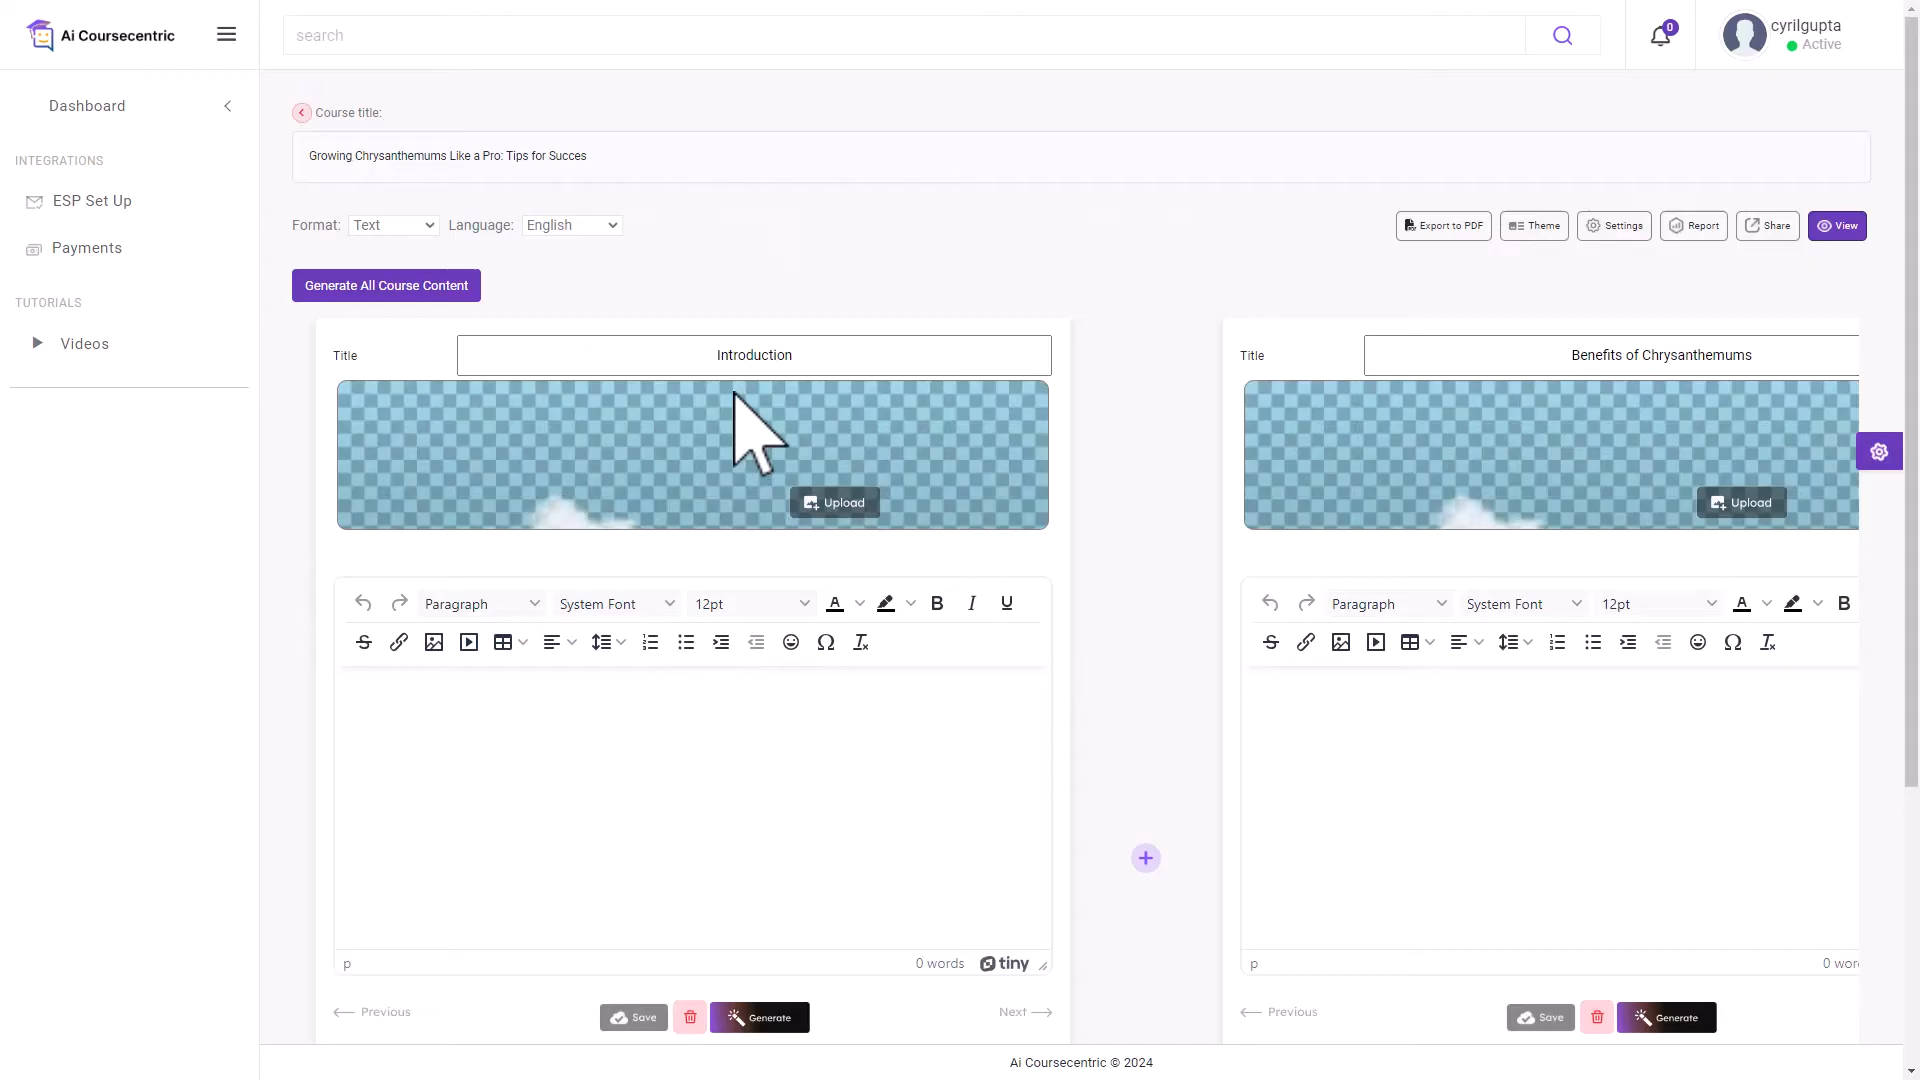 Ai Coursecentric
search
0
cyrilgupta
Active
Dashboard
INTEGRATIONS
ESP Set Up
Payments
TUTORIALS
Videos
Course title:
Growing Chrysanthemums Like a Pro: Tips for Succes
Format: Text Language: English
Export to PDF Theme Settings Report Share View
Generate All Course Content
Title Introduction
Upload
Paragraph System Font 12pt A B I U
p 0 words tiny
Previous Save Generate Next
Title Benefits of Chrysanthemums
Upload
Paragraph System Font 12pt A B
p 0 wor
Previous Save Generate
Ai Coursecentric © 2024